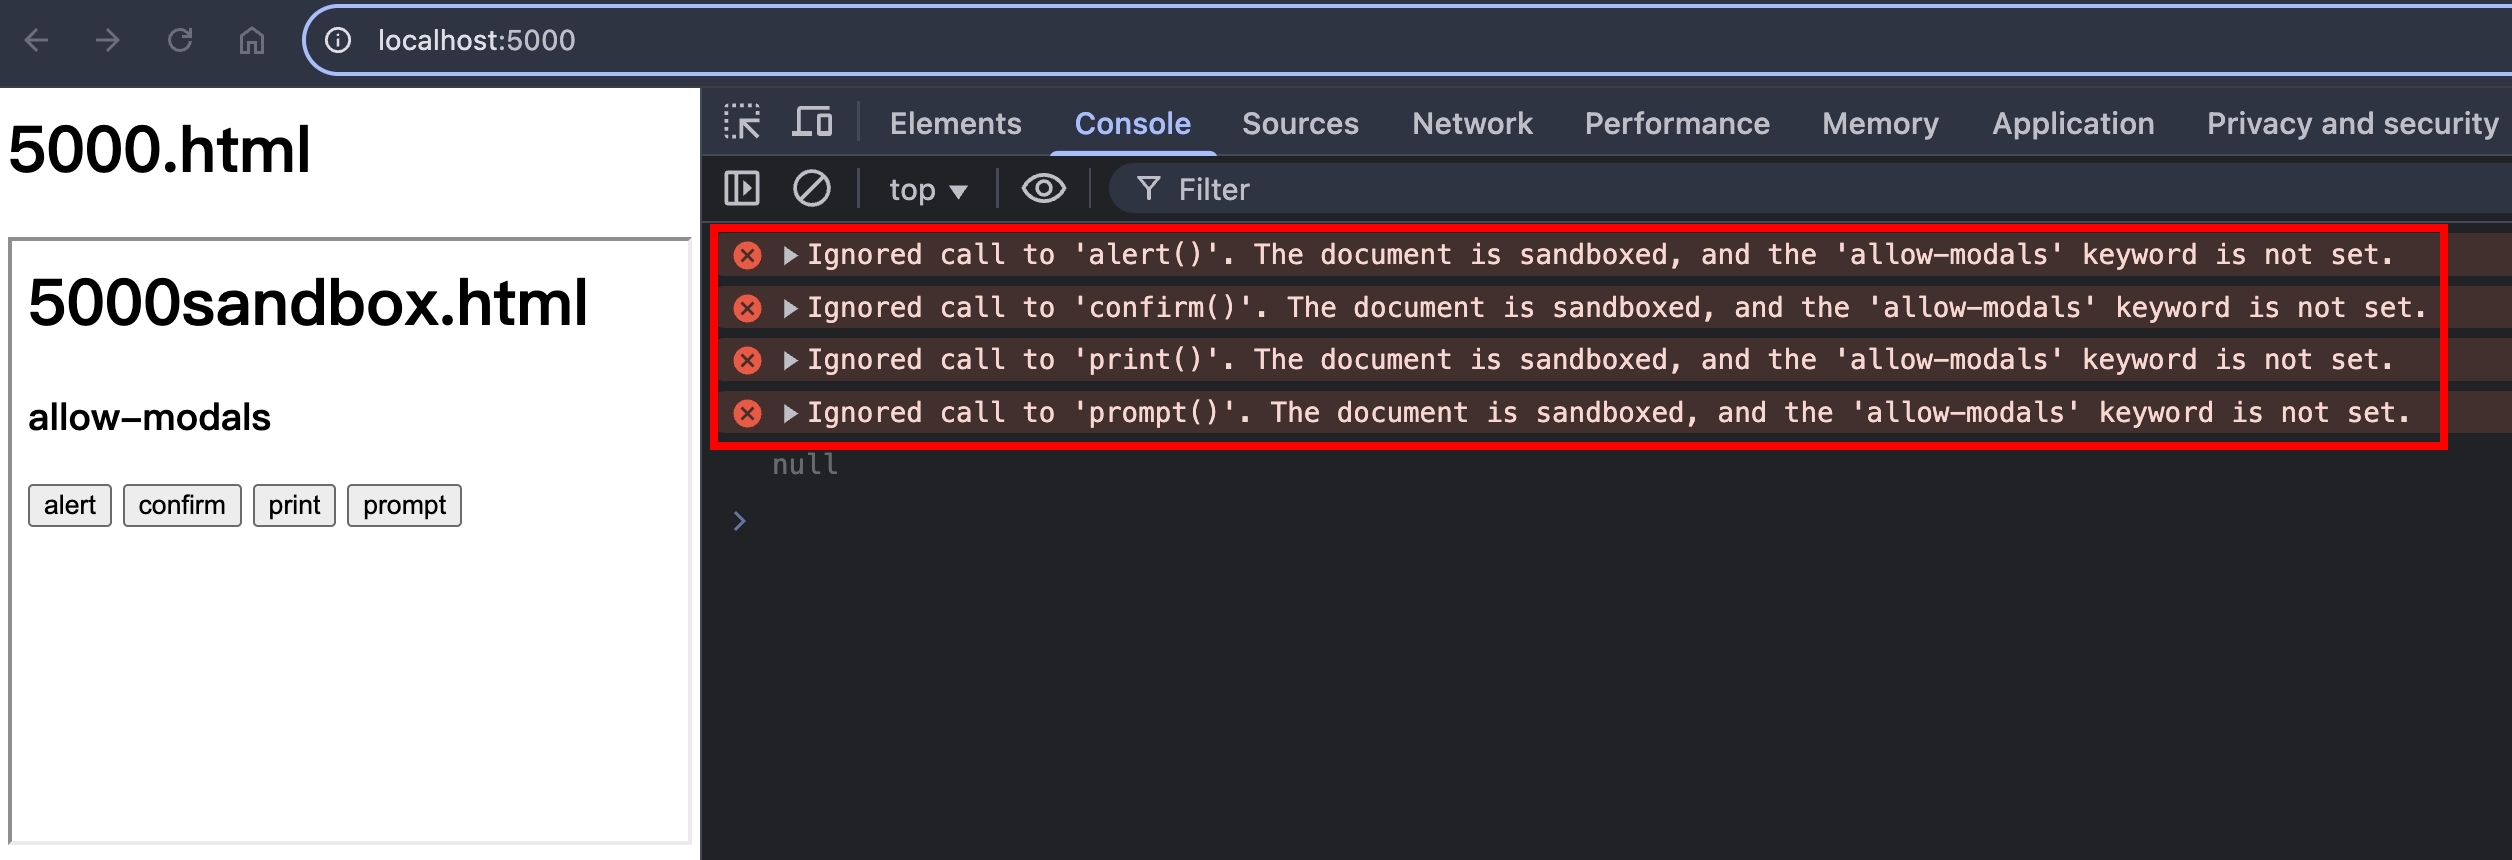 localhost:5000
5000.html
5000sandbox.html
allow-modals
alert confirm print prompt
Elements Console Sources Network Performance Memory Application Privacy and security
top Filter
Ignored call to 'alert()'. The document is sandboxed, and the 'allow-modals' keyword is not set.
Ignored call to 'confirm()'. The document is sandboxed, and the 'allow-modals' keyword is not set.
Ignored call to 'print()'. The document is sandboxed, and the 'allow-modals' keyword is not set.
Ignored call to 'prompt()'. The document is sandboxed, and the 'allow-modals' keyword is not set.
null